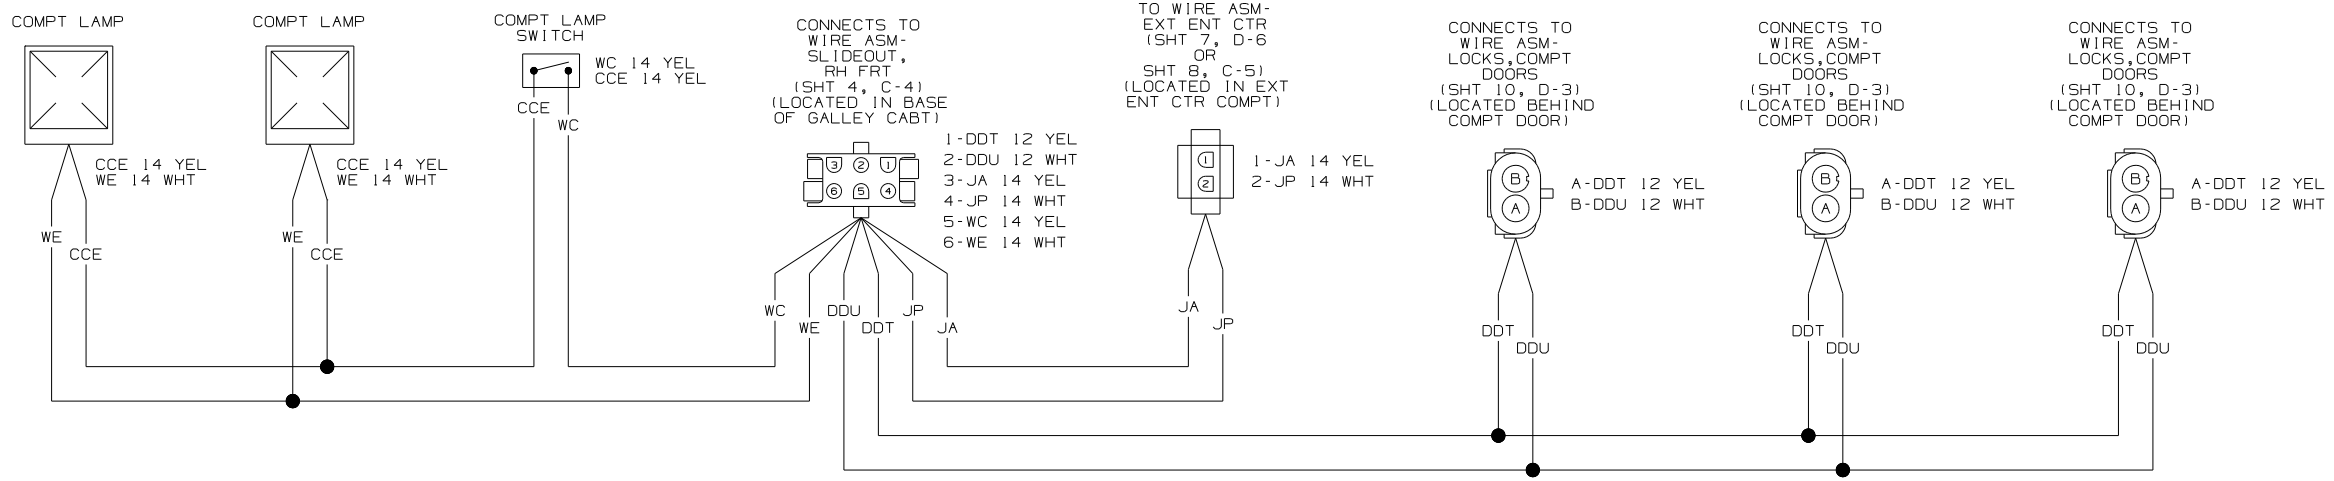 COMPT LAMP
CCE 14 YEL
WE 14 WHT
WE
CCE
COMPT LAMP
CCE 14 YEL
WE 14 WHT
WE
CCE
COMPT LAMP
SWITCH
WC 14 YEL
CCE 14 YEL
CCE
WC
CONNECTS TO
WIRE ASM-
SLIDEOUT,
RH FRT
(SHT 4, C-4)
(LOCATED IN BASE
OF GALLEY CABT)
3 2 1
6 5 4
1-DDT 12 YEL
2-DDU 12 WHT
3-JA 14 YEL
4-JP 14 WHT
5-WC 14 YEL
6-WE 14 WHT
WC
WE
DDU
DDT
JP
JA
TO WIRE ASM-
EXT ENT CTR
(SHT 7, D-6
OR
SHT 8, C-5)
(LOCATED IN EXT
ENT CTR COMPT)
1
2
1-JA 14 YEL
2-JP 14 WHT
JA
JP
CONNECTS TO
WIRE ASM-
LOCKS,COMPT
DOORS
(SHT 10, D-3)
(LOCATED BEHIND
COMPT DOOR)
B
A
A-DDT 12 YEL
B-DDU 12 WHT
DDT
DDU
CONNECTS TO
WIRE ASM-
LOCKS,COMPT
DOORS
(SHT 10, D-3)
(LOCATED BEHIND
COMPT DOOR)
B
A
A-DDT 12 YEL
B-DDU 12 WHT
DDT
DDU
CONNECTS TO
WIRE ASM-
LOCKS,COMPT
DOORS
(SHT 10, D-3)
(LOCATED BEHIND
COMPT DOOR)
B
A
A-DDT 12 YEL
B-DDU 12 WHT
DDT
DDU